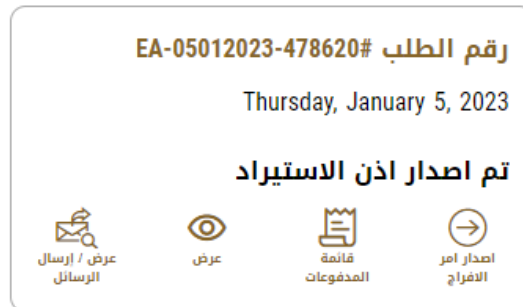 رقم الطلب #EA-05012023-478620
Thursday, January 5, 2023
تم اصدار اذن الاستيراد
اصدار امر
الافراج
قائمة
المدفوعات
عرض
عرض / إرسال
الرسائل